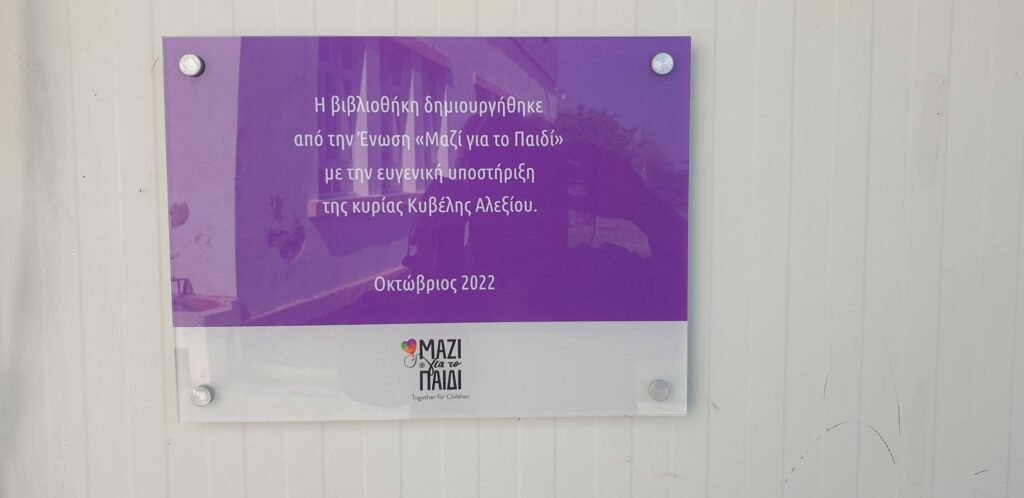 Η βιβλιοθήκη δημιουργήθηκε
από την Ένωση «Μαζί για το Παιδί»
με την ευγενική υποστήριξη
της κυρίας Κυβέλης Αλεξίου.
Οκτώβριος 2022
ΜΑΖΙ
για το
ΠΑΙΔΙ
Together for Children